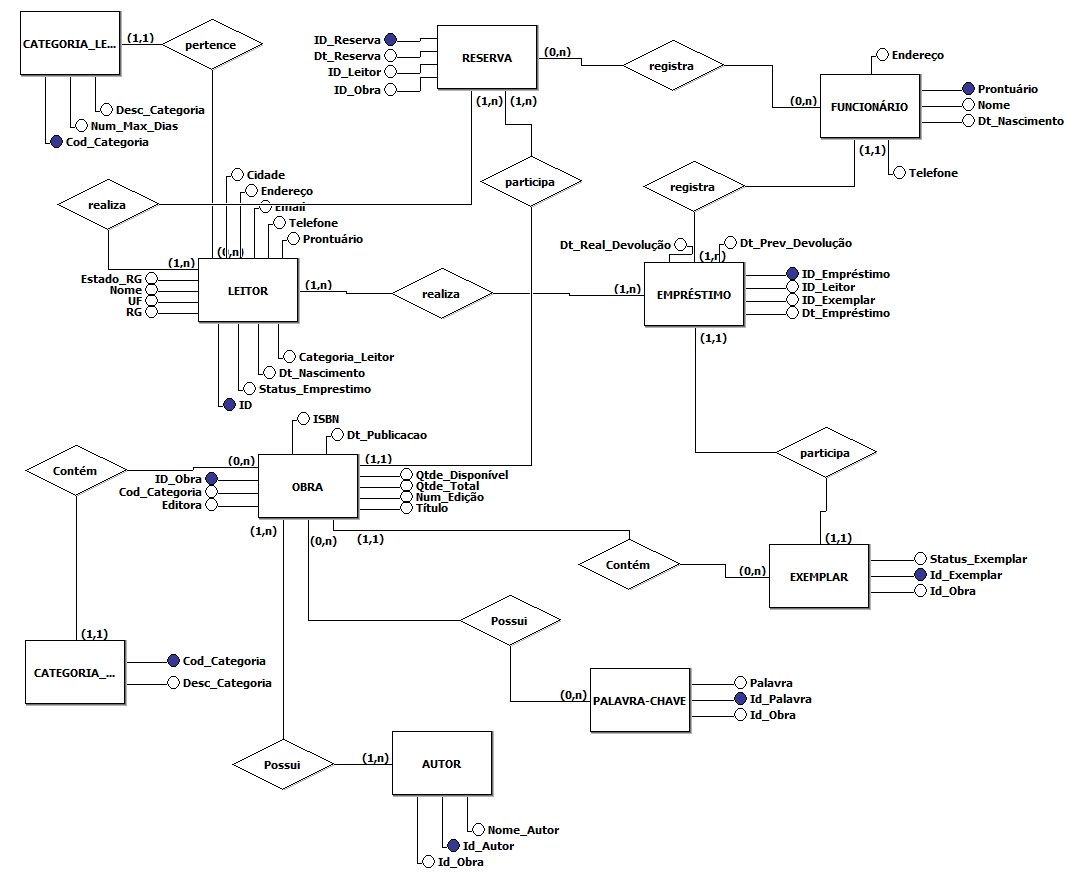 CATEGORIA_LE...
(1,1)
pertence
Desc_Categoria
Num_Max_Dias
Cod_Categoria
ID_Reserva
Dt_Reserva
ID_Leitor
ID_Obra
RESERVA
(0,n)
(1,n)
(1,n)
registra
(0,n)
Endereço
FUNCIONÁRIO
Prontuário
Nome
Dt_Nascimento
(1,1)
Telefone
participa
registra
realiza
Cidade
Endereço
Email
Telefone
Prontuário
(0,n)
(1,n)
Estado_RG
Nome
UF
RG
LEITOR
(1,n)
realiza
(1,n)
Dt_Real_Devolução
Dt_Prev_Devolução
(1,n)
EMPRÉSTIMO
ID_Empréstimo
ID_Leitor
ID_Exemplar
Dt_Empréstimo
(1,1)
Categoria_Leitor
Dt_Nascimento
Status_Emprestimo
ID
ISBN
Dt_Publicacao
Contém
(0,n)
ID_Obra
Cod_Categoria
Editora
OBRA
(1,1)
Qtde_Disponível
Qtde_Total
Num_Edição
Título
(1,n)
(0,n)
(1,1)
participa
(1,1)
Contém
(0,n)
EXEMPLAR
Status_Exemplar
Id_Exemplar
Id_Obra
Possui
(1,1)
CATEGORIA_...
Cod_Categoria
Desc_Categoria
(0,n)
PALAVRA-CHAVE
Palavra
Id_Palavra
Id_Obra
Possui
(1,n)
AUTOR
Nome_Autor
Id_Autor
Id_Obra